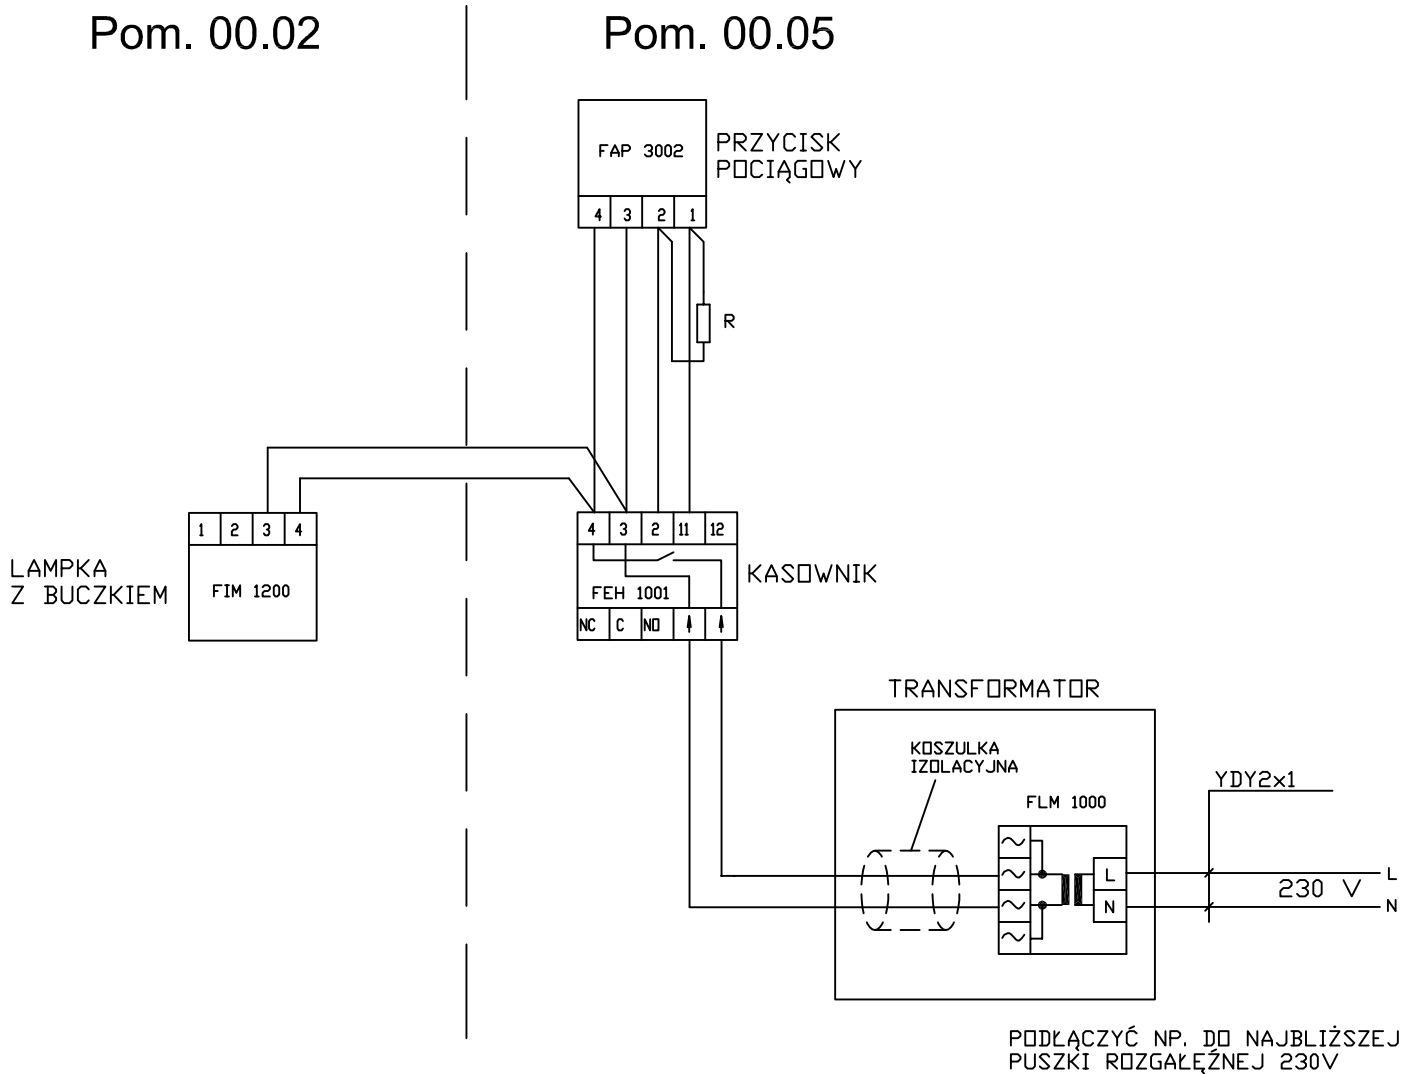 Pom. 00.02
Pom. 00.05
FAP 3002
PRZYCISK
POCIĄGOWY
4 3 2 1
R
1 2 3 4
FIM 1200
LAMPKA
Z BUCZKIEM
4 3 2 11 12
FEH 1001
KASOWNIK
NC C NO
TRANSFORMATOR
KOSZULKA
IZOLACYJNA
FLM 1000
YDY2x1
L
N
230 V
L
N
PODŁĄCZYĆ NP. DO NAJBLIŻSZEJ
PUSZKI ROZGAŁĘŹNEJ 230V